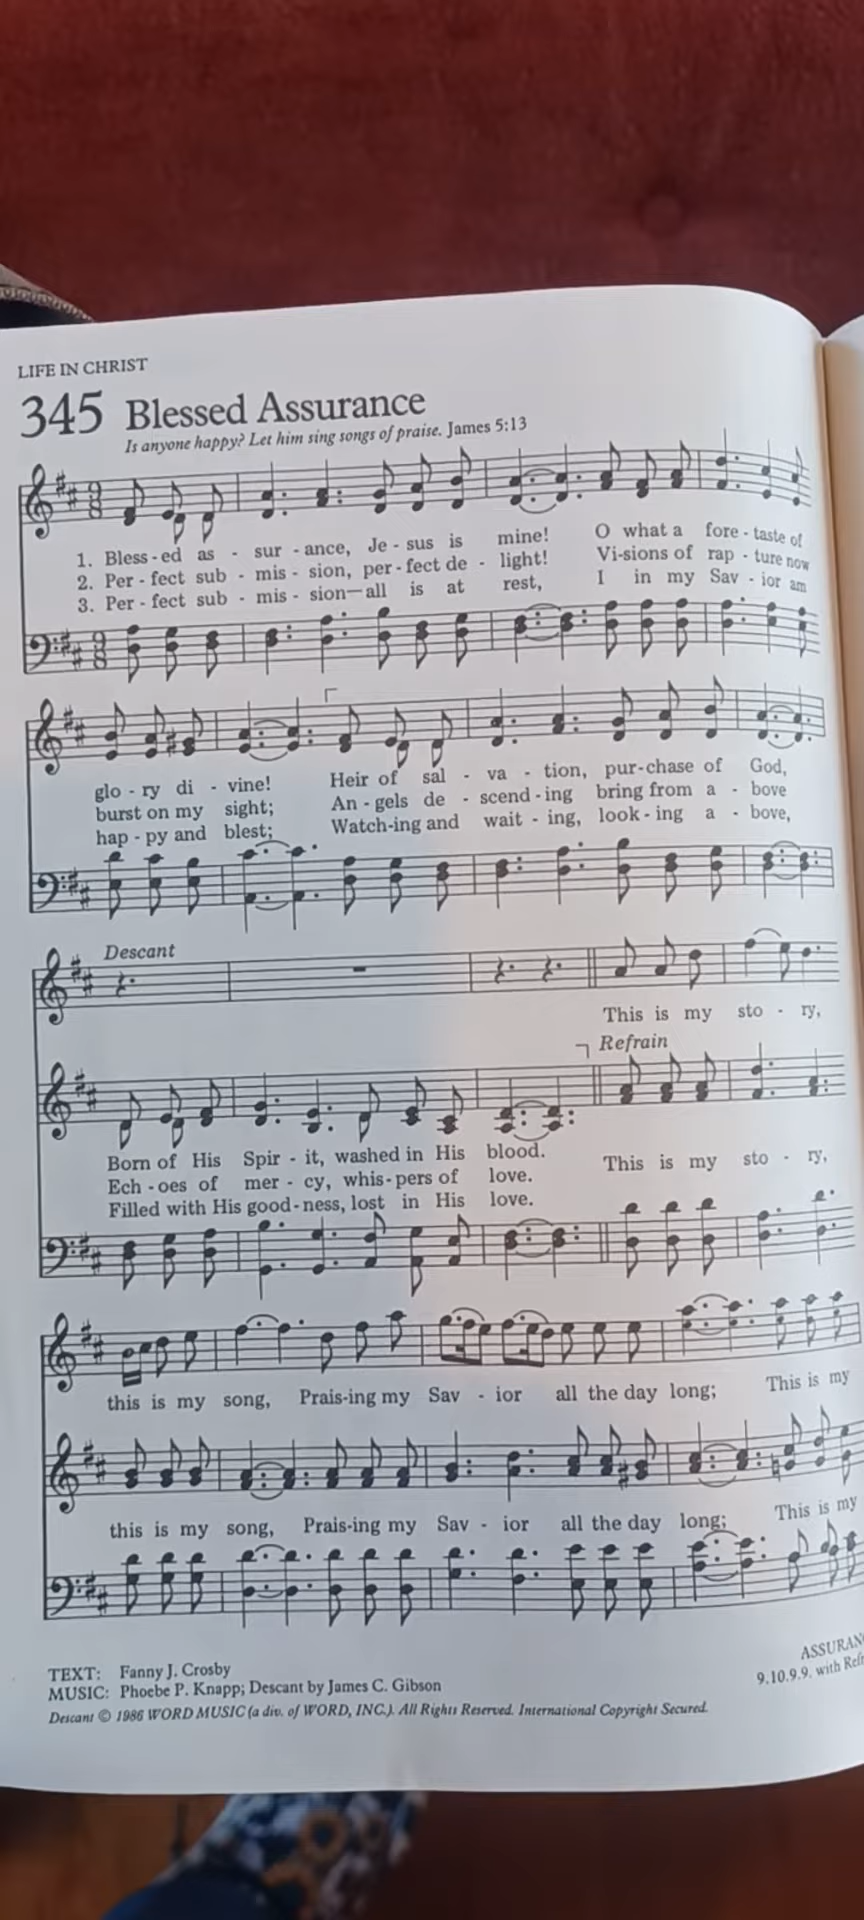 LIFE IN CHRIST
345 Blessed Assurance
Is anyone happy? Let him sing songs of praise. James 5:13
1. Bless - ed as - sur - ance, Je - sus is mine! O what a fore - taste of
2. Per - fect sub - mis - sion, per - fect de - light! Vi - sions of rap - ture now
3. Per - fect sub - mis - sion—all is at rest, I in my Sav - ior am
glo - ry di - vine! Heir of sal - va - tion, pur - chase of God,
burst on my sight; An - gels de - scend - ing bring from a - bove
hap - py and blest; Watch - ing and wait - ing, look - ing a - bove,
Descant
This is my sto - ry,
Refrain
Born of His Spir - it, washed in His blood. This is my sto - ry,
Ech - oes of mer - cy, whis - pers of love.
Filled with His good - ness, lost in His love.
this is my song, Prais - ing my Sav - ior all the day long; This is my
this is my song, Prais - ing my Sav - ior all the day long; This is my
TEXT: Fanny J. Crosby
MUSIC: Phoebe P. Knapp; Descant by James C. Gibson
Descant © 1986 WORD MUSIC (a div. of WORD, INC.). All Rights Reserved. International Copyright Secured.
9.10.9.9. with